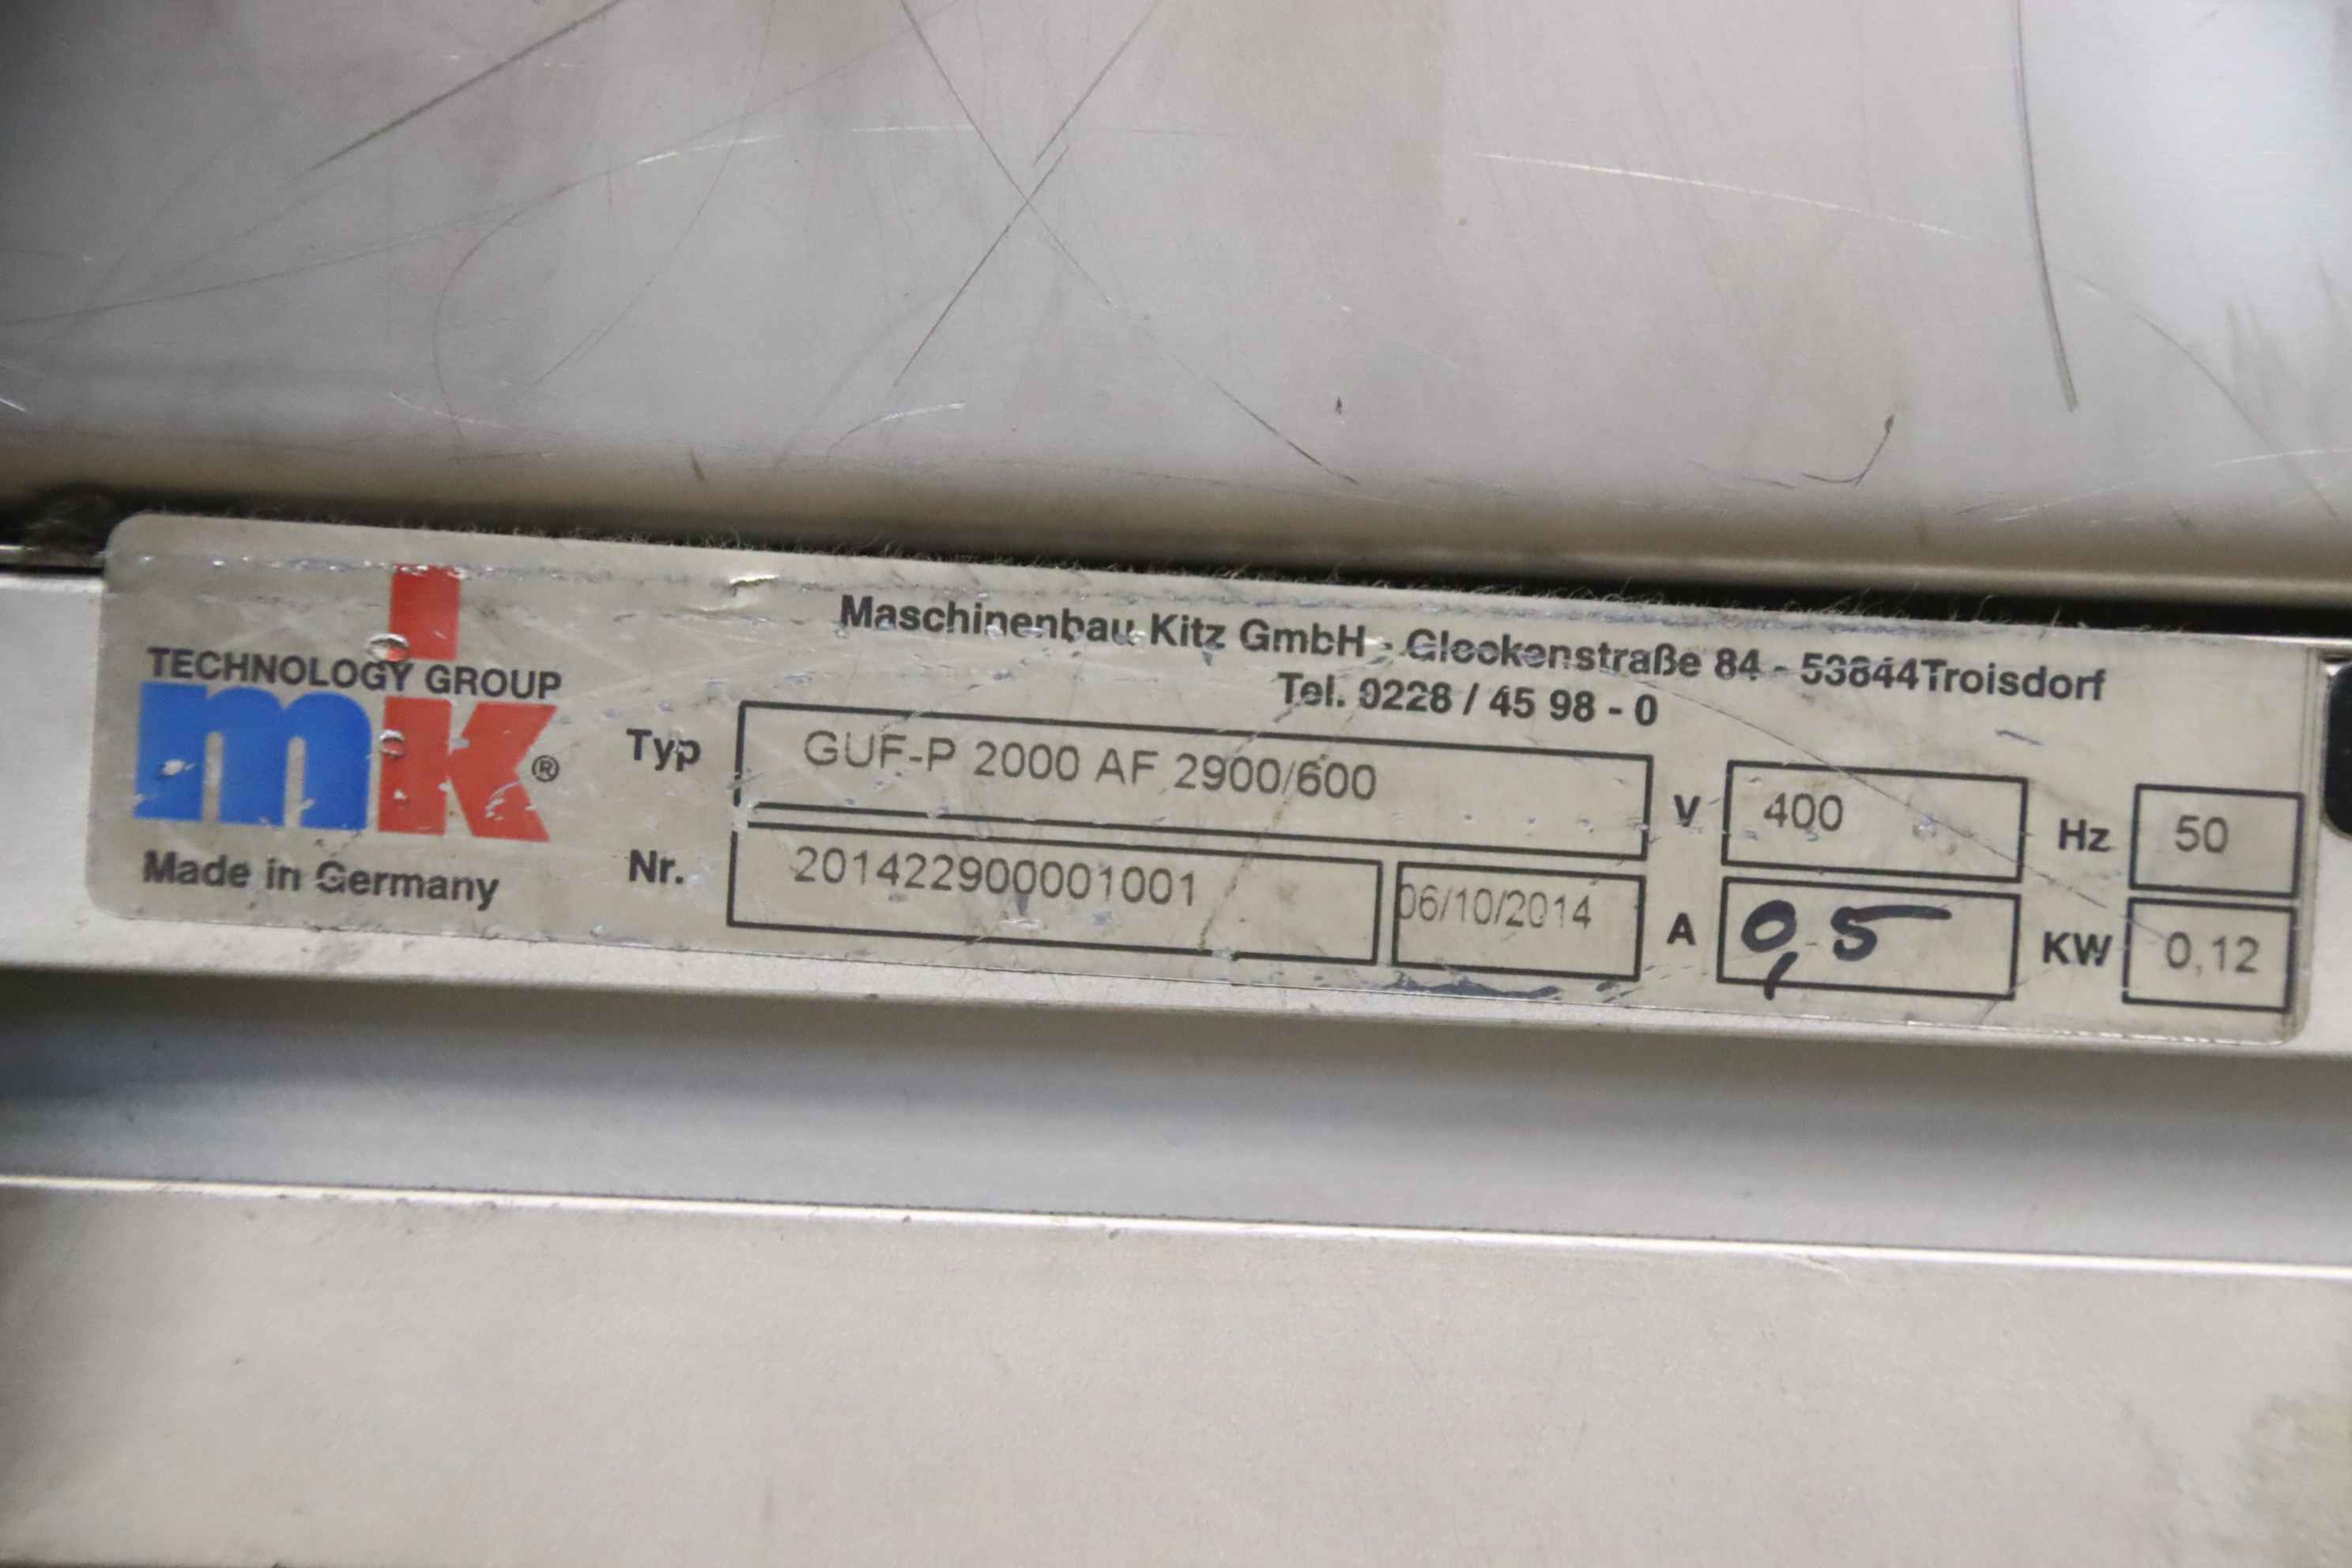 Maschinenbau Kitz GmbH - Glockenstraße 84 - 53844Troisdorf
Tel. 0228 / 45 98 - 0
TECHNOLOGY GROUP
mk®
Made in Germany
Typ GUF-P 2000 AF 2900/600 V 400 Hz 50
Nr. 201422900001001 06/10/2014 A 0,5 KW 0,12